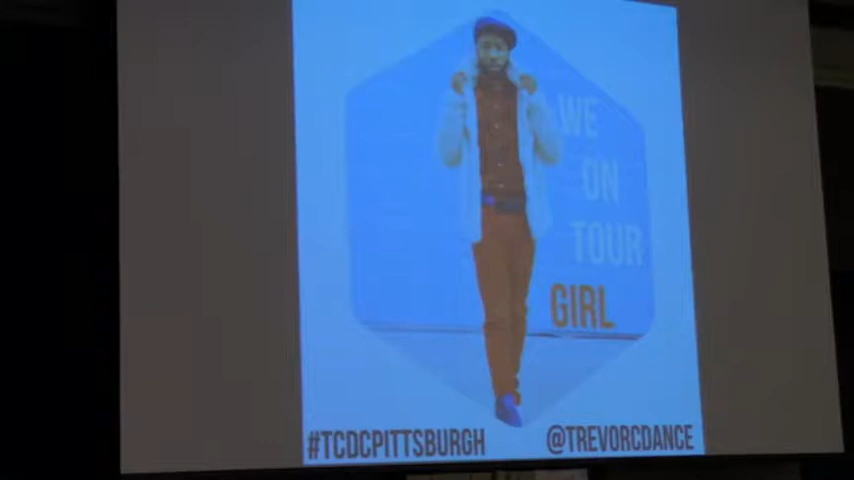 WE
ON
TOUR
GIRL
#TCDCPITTSBURGH
@TREVORCDANCE